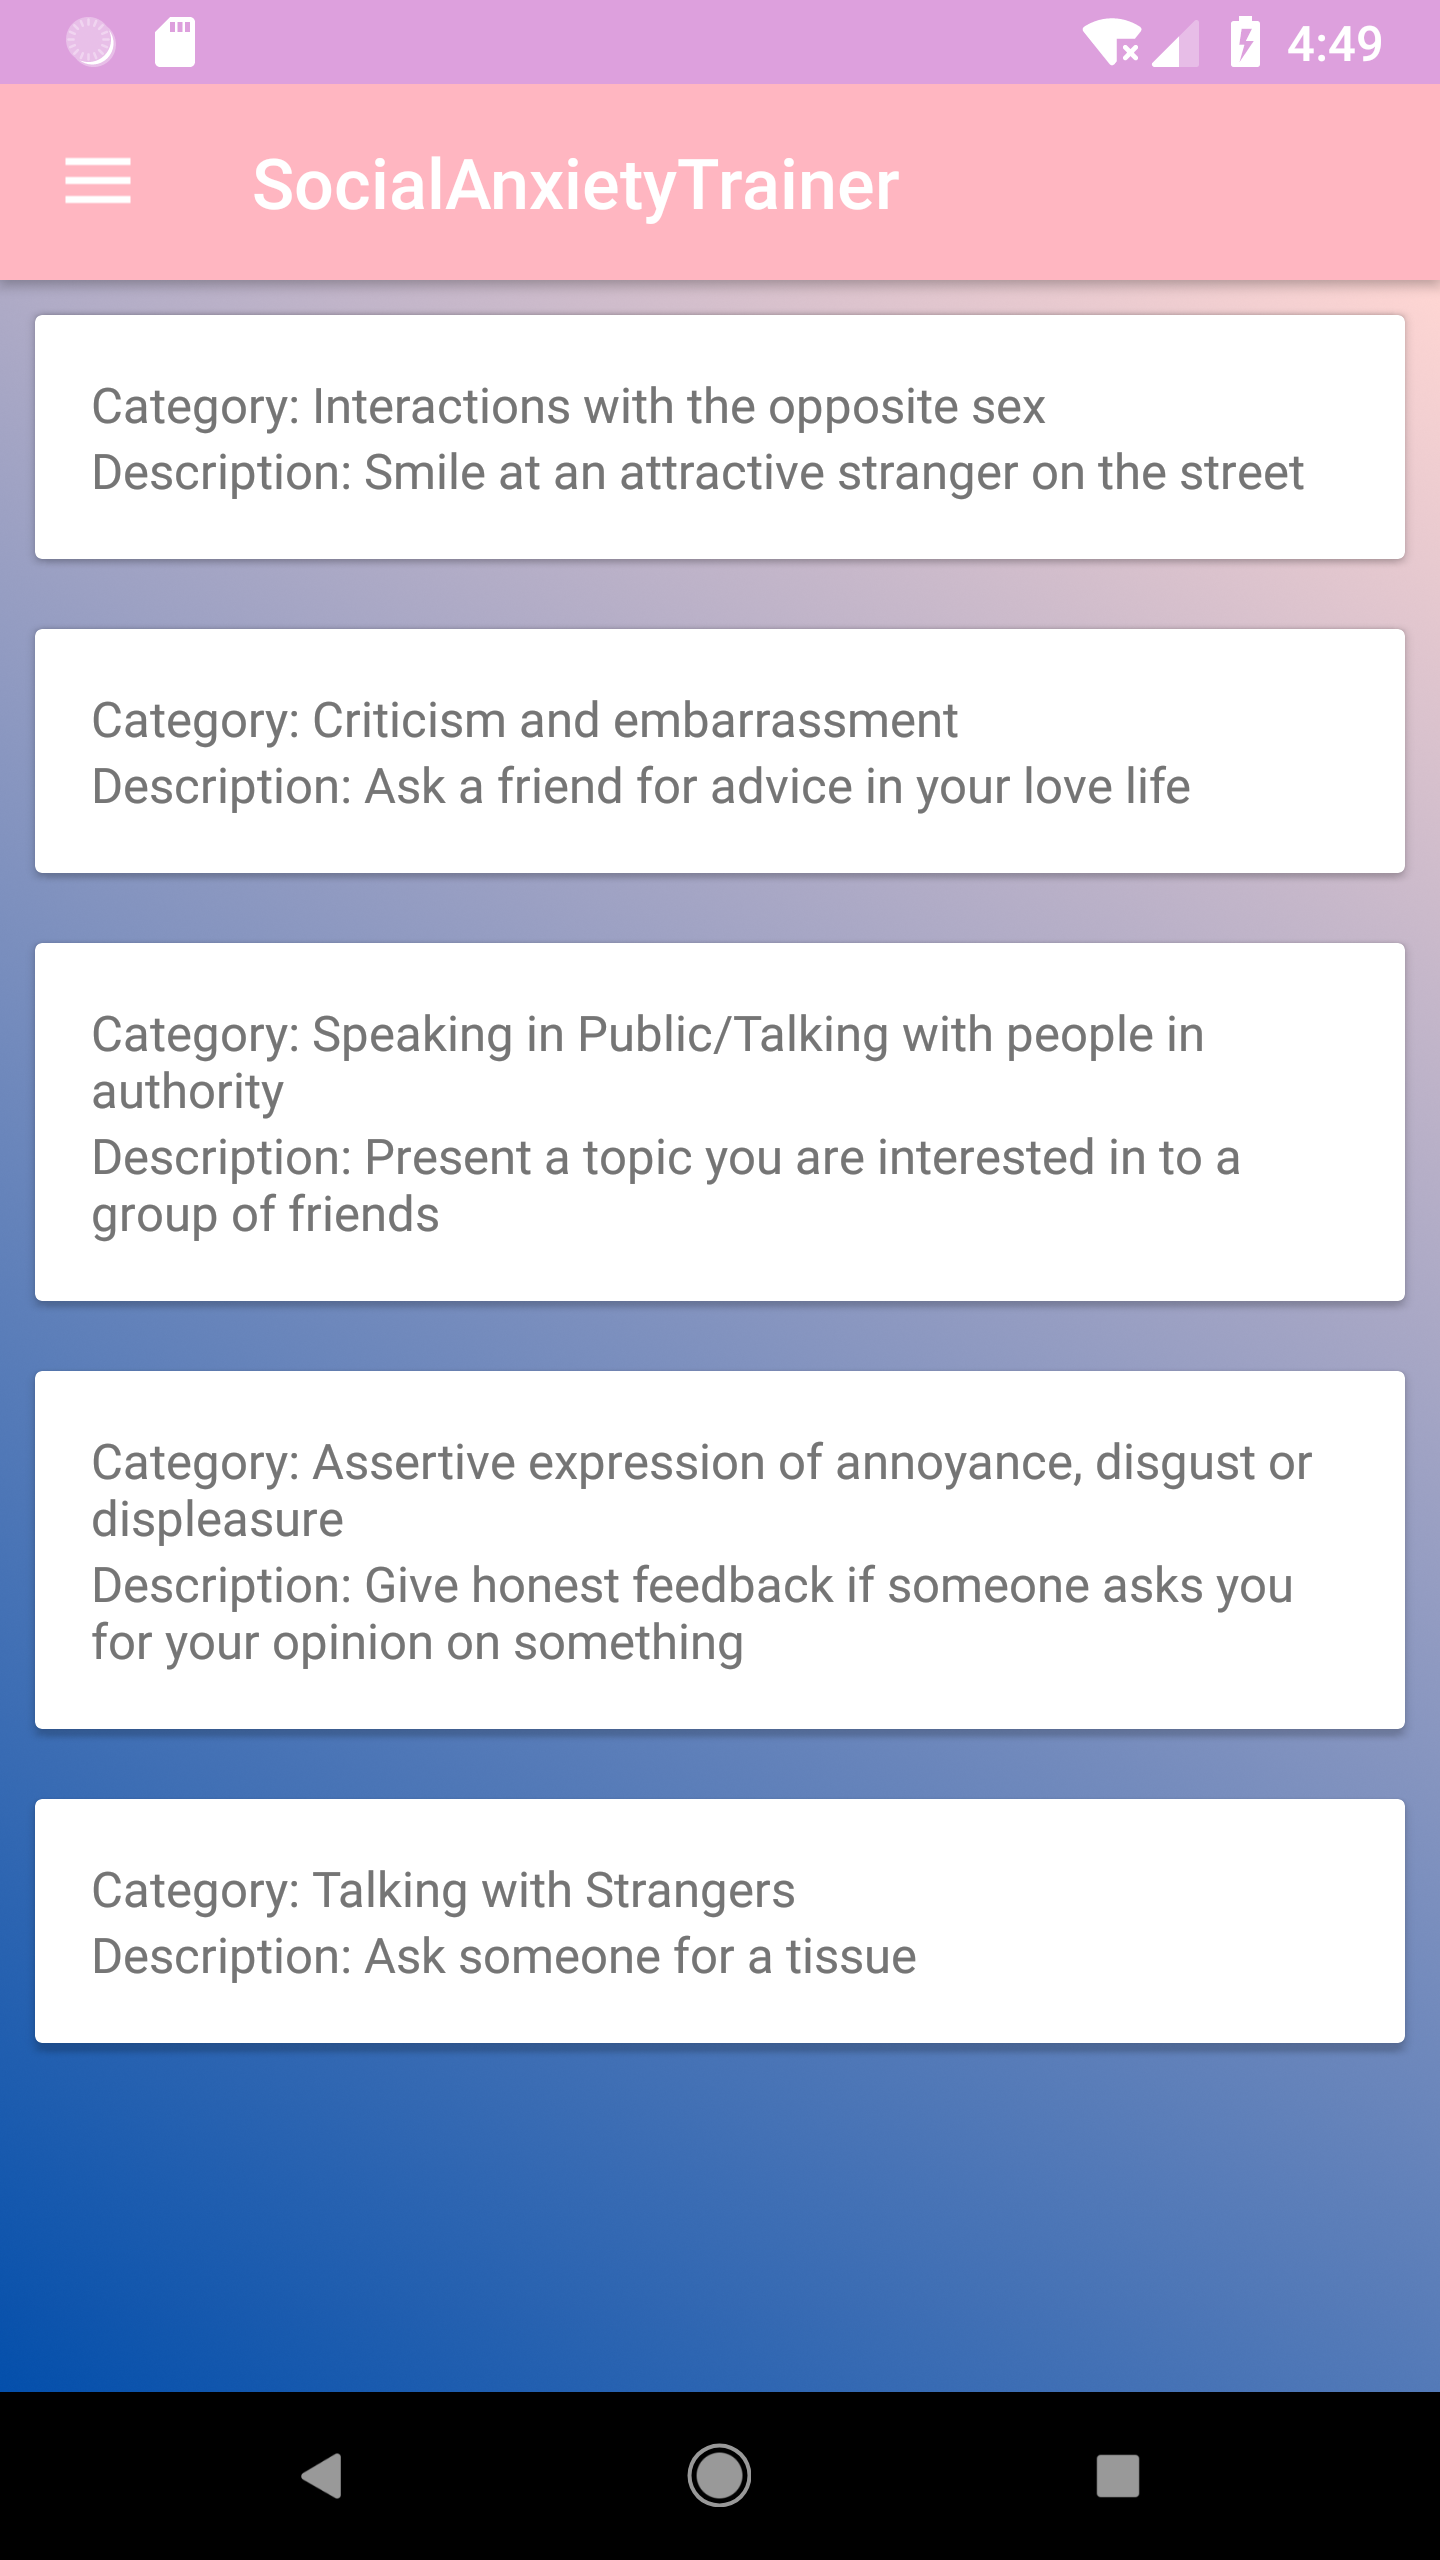 4:49
SocialAnxietyTrainer
Category: Interactions with the opposite sex
Description: Smile at an attractive stranger on the street
Category: Criticism and embarrassment
Description: Ask a friend for advice in your love life
Category: Speaking in Public/Talking with people in
authority
Description: Present a topic you are interested in to a
group of friends
Category: Assertive expression of annoyance, disgust or
displeasure
Description: Give honest feedback if someone asks you
for your opinion on something
Category: Talking with Strangers
Description: Ask someone for a tissue